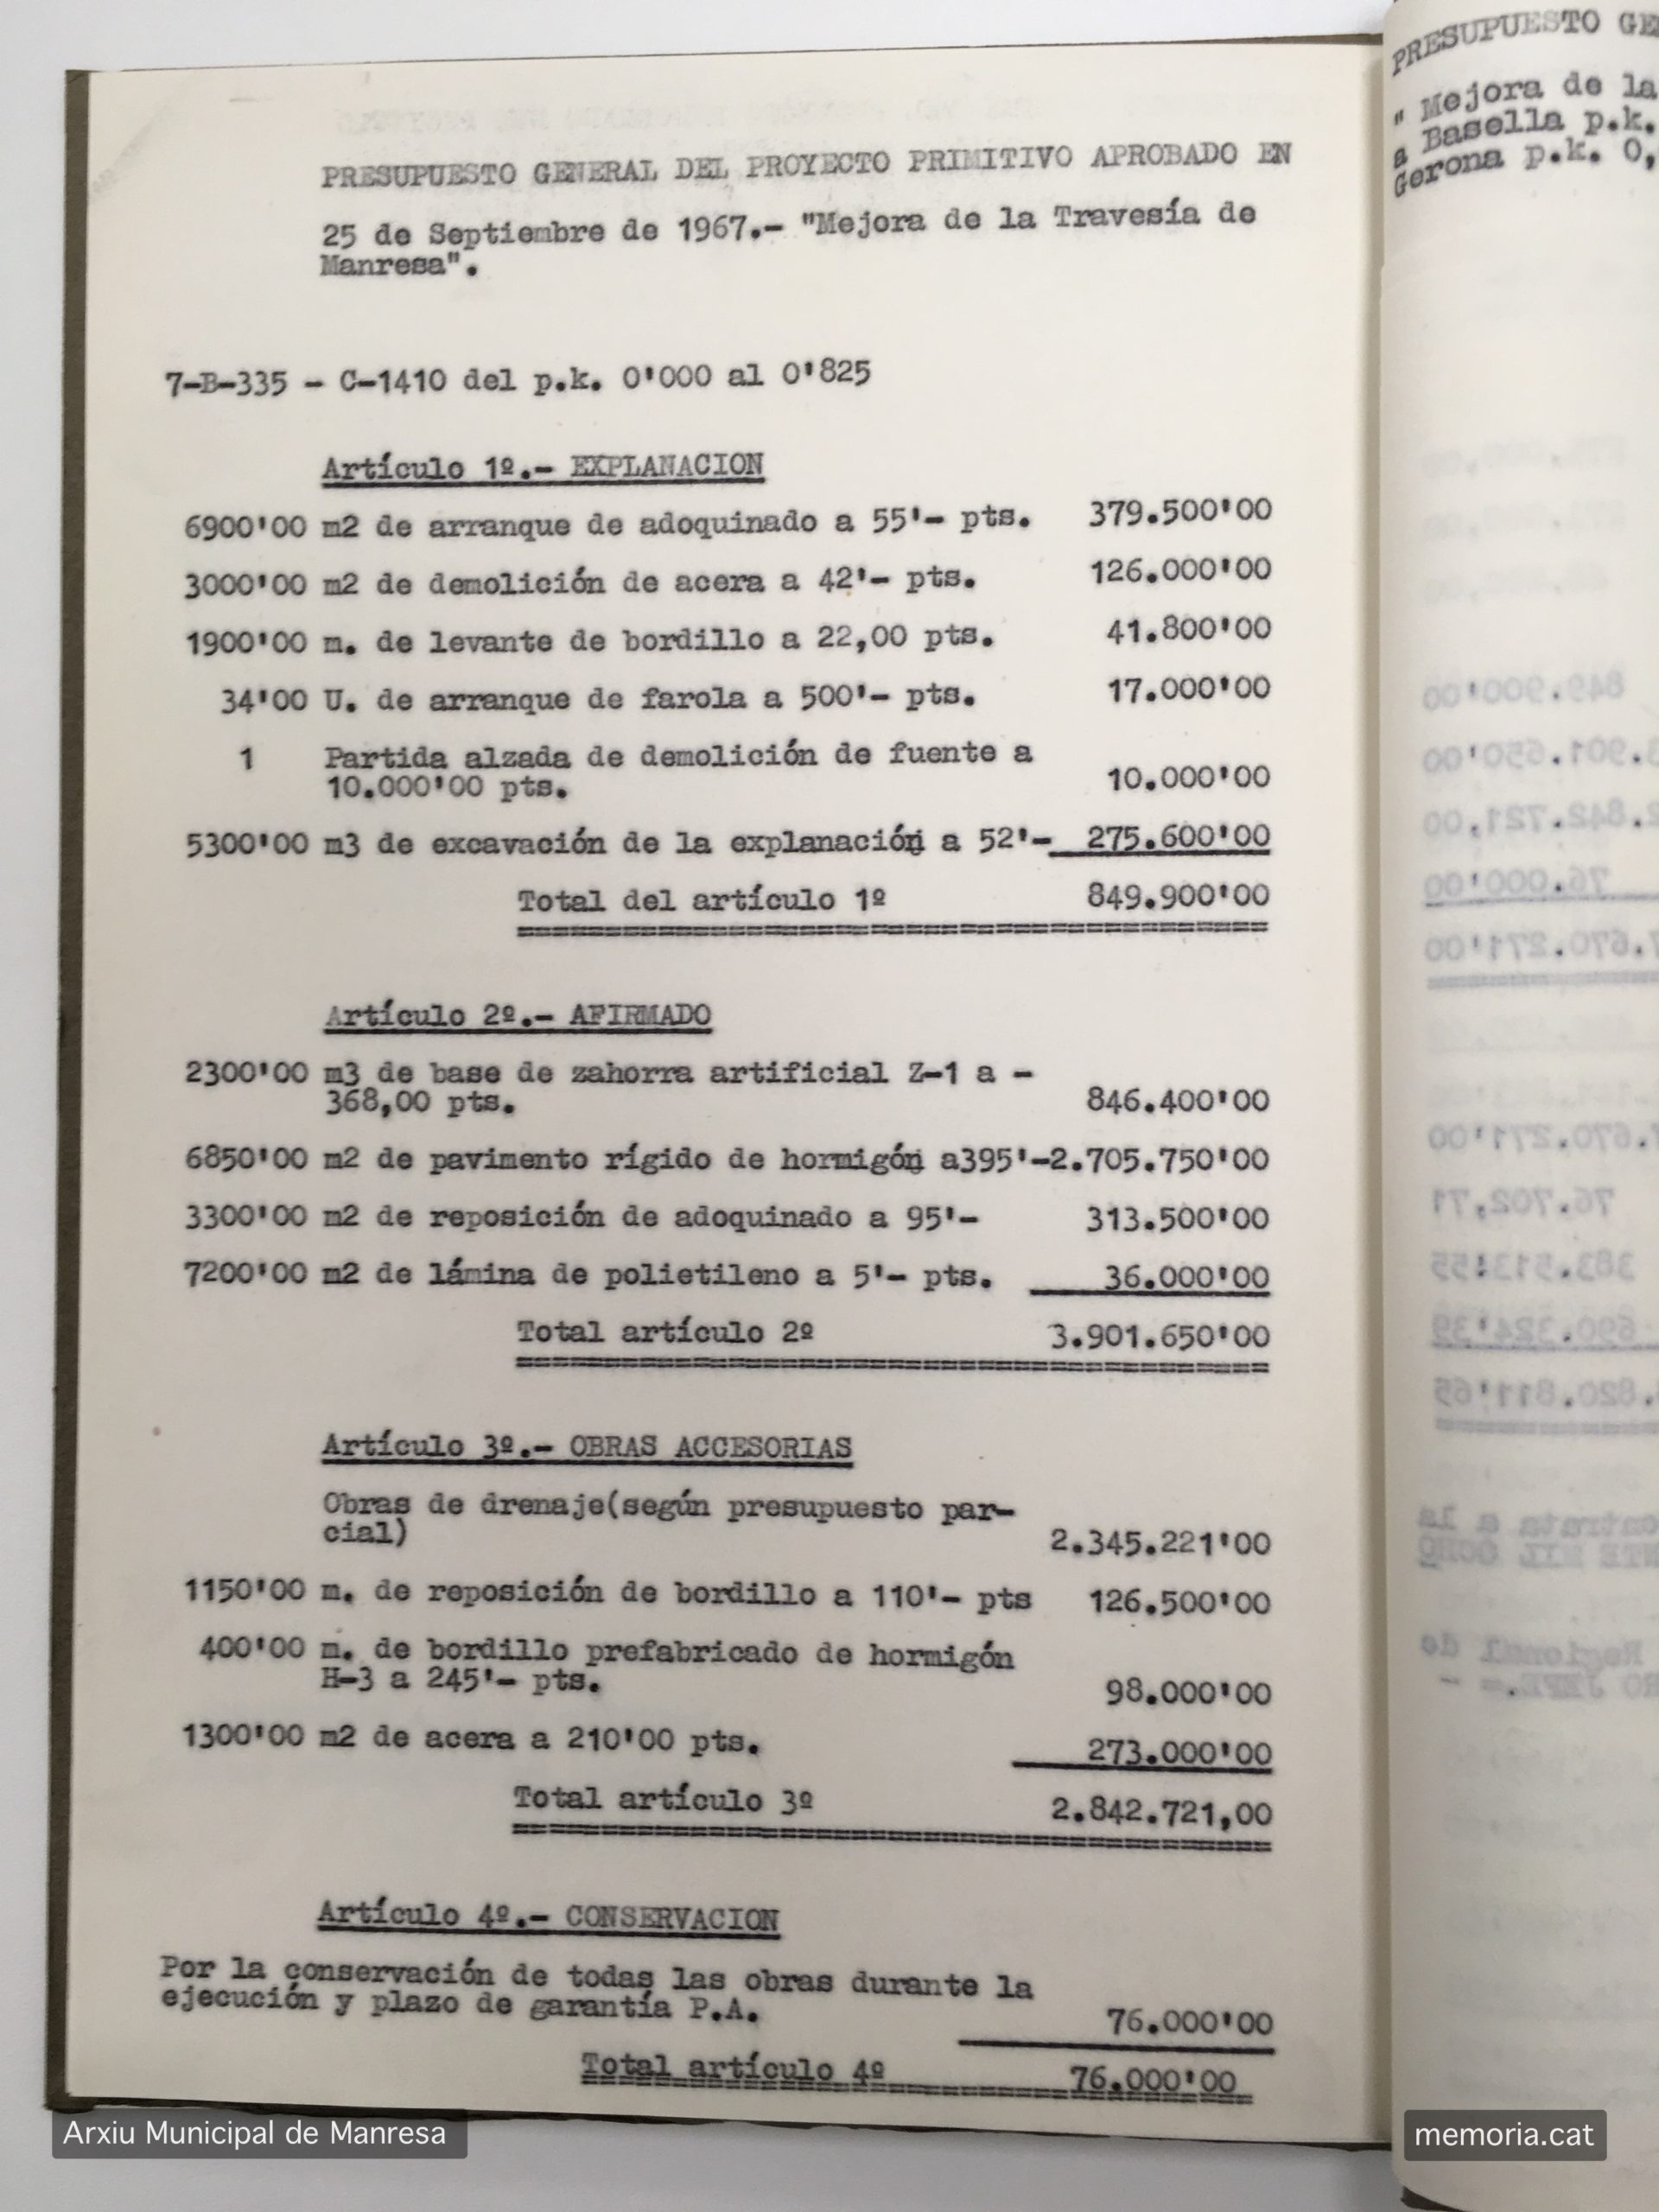 PRESUPUESTO GENERAL DEL PROYECTO PRIMITIVO APROBADO EN
25 de Septiembre de 1967.- "Mejora de la Travesía de
Manresa".
7-B-335 - C-1410 del p.k. 0'000 al 0'825
Artículo 1º.- EXPLANACION
6900'00 m2 de arranque de adoquinado a 55'- pts. 379.500'00
3000'00 m2 de demolición de acera a 42'- pts. 126.000'00
1900'00 m. de levante de bordillo a 22,00 pts. 41.800'00
34'00 U. de arranque de farola a 500'- pts. 17.000'00
1 Partida alzada de demolición de fuente a
10.000'00 pts. 10.000'00
5300'00 m3 de excavación de la explanación a 52'- 275.600'00
Total del artículo 1º 849.900'00
Artículo 2º.- AFIRMADO
2300'00 m3 de base de zahorra artificial Z-1 a -
368,00 pts. 846.400'00
6850'00 m2 de pavimento rígido de hormigón a395'-2.705.750'00
3300'00 m2 de reposición de adoquinado a 95'- 313.500'00
7200'00 m2 de lámina de polietileno a 5'- pts. 36.000'00
Total artículo 2º 3.901.650'00
Artículo 3º.- OBRAS ACCESORIAS
Obras de drenaje(según presupuesto par-
cial) 2.345.221'00
1150'00 m. de reposición de bordillo a 110'- pts 126.500'00
400'00 m. de bordillo prefabricado de hormigón
H-3 a 245'- pts. 98.000'00
1300'00 m2 de acera a 210'00 pts. 273.000'00
Total artículo 3º 2.842.721,00
Artículo 4º.- CONSERVACION
Por la conservación de todas las obras durante la
ejecución y plazo de garantía P.A. 76.000'00
Total artículo 4º 76.000'00
PRESUPUESTO GE
" Mejora de la
a Basella p.k.
Gerona p.k. 0,
Arxiu Municipal de Manresa
memoria.cat